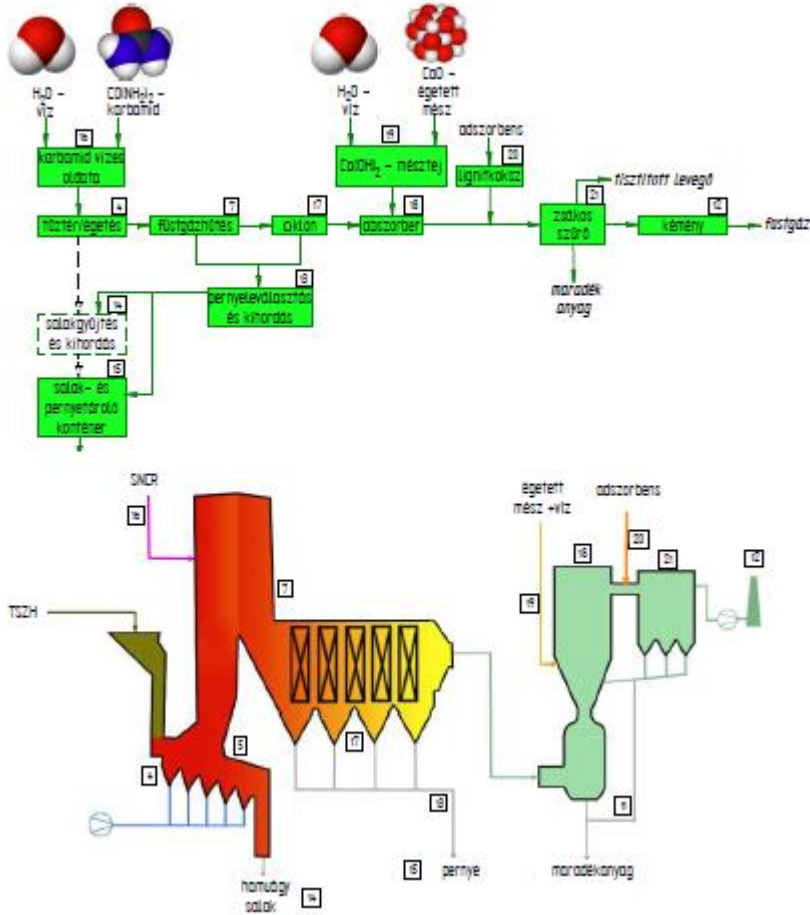 H2O –
víz
CO(NH2)2 –
karbamid
H2O –
víz
CaO –
égetett
mész
adszorbens
16
karbamid vizes
oldata
19
Ca(OH)2 – mésztej
20
lignitkoksz
tisztított levegő
4
tűztér/égetés
7
füstgázhűtés
17
ciklon
18
abszorber
21
zsákos
szűrő
12
kémény
füstgáz
13
pernyeleválasztás
és kihordás
maradék
anyag
14
salakgyűjtés
és kihordás
15
salak– és
pernyetároló
konténer
SNCR
16
égetett
mész +víz
adszorbens
18
20
21
12
7
TSZH
19
17
5
4
13
11
15
pernye
maradékanyag
hamuágy
salak
14